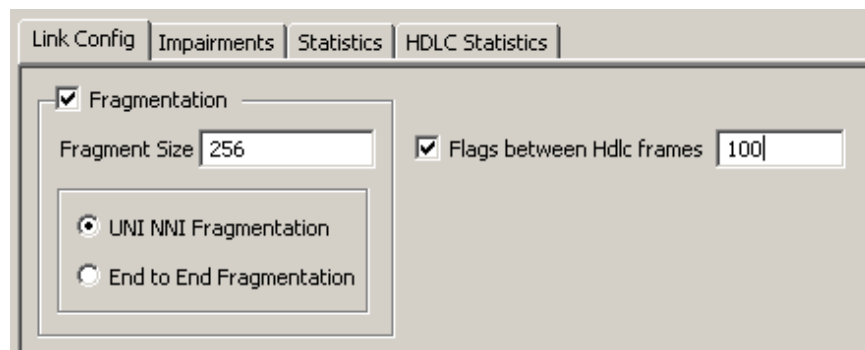 Link Config Impairments Statistics HDLC Statistics
Fragmentation
Fragment Size 256
Flags between Hdlc frames 100
UNI NNI Fragmentation
End to End Fragmentation